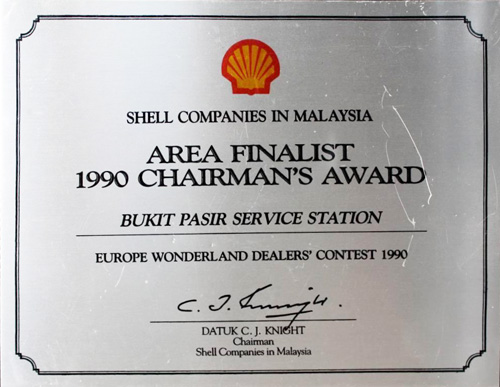 SHELL COMPANIES IN MALAYSIA
AREA FINALIST
1990 CHAIRMAN'S AWARD
BUKIT PASIR SERVICE STATION
EUROPE WONDERLAND DEALERS' CONTEST 1990
C. J. Knight.
DATUK C. J. KNIGHT
Chairman
Shell Companies in Malaysia